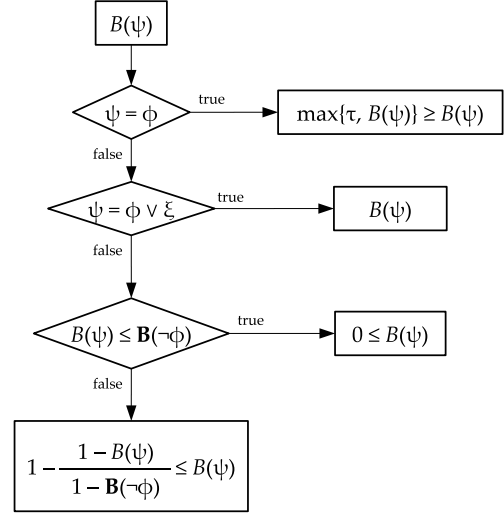 B(ψ)
ψ = ϕ
true
max{τ, B(ψ)} ≥ B(ψ)
false
ψ = ϕ ∨ ξ
true
B(ψ)
false
B(ψ) ≤ B(¬ϕ)
true
0 ≤ B(ψ)
false
1 − (1 − B(ψ)) / (1 − B(¬ϕ)) ≤ B(ψ)